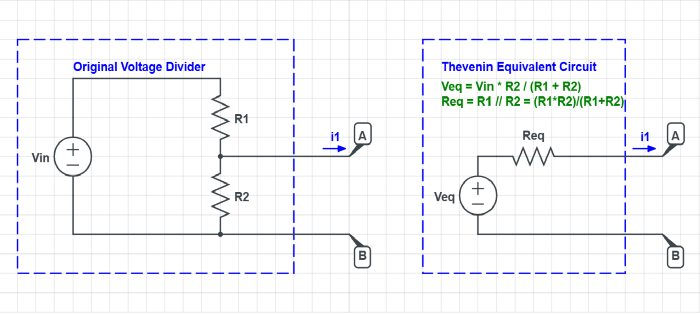 Original Voltage Divider
Vin
+
−
R1
R2
i1
A
B
Thevenin Equivalent Circuit
Veq = Vin * R2 / (R1 + R2)
Req = R1 // R2 = (R1*R2)/(R1+R2)
Req
Veq
+
−
i1
A
B